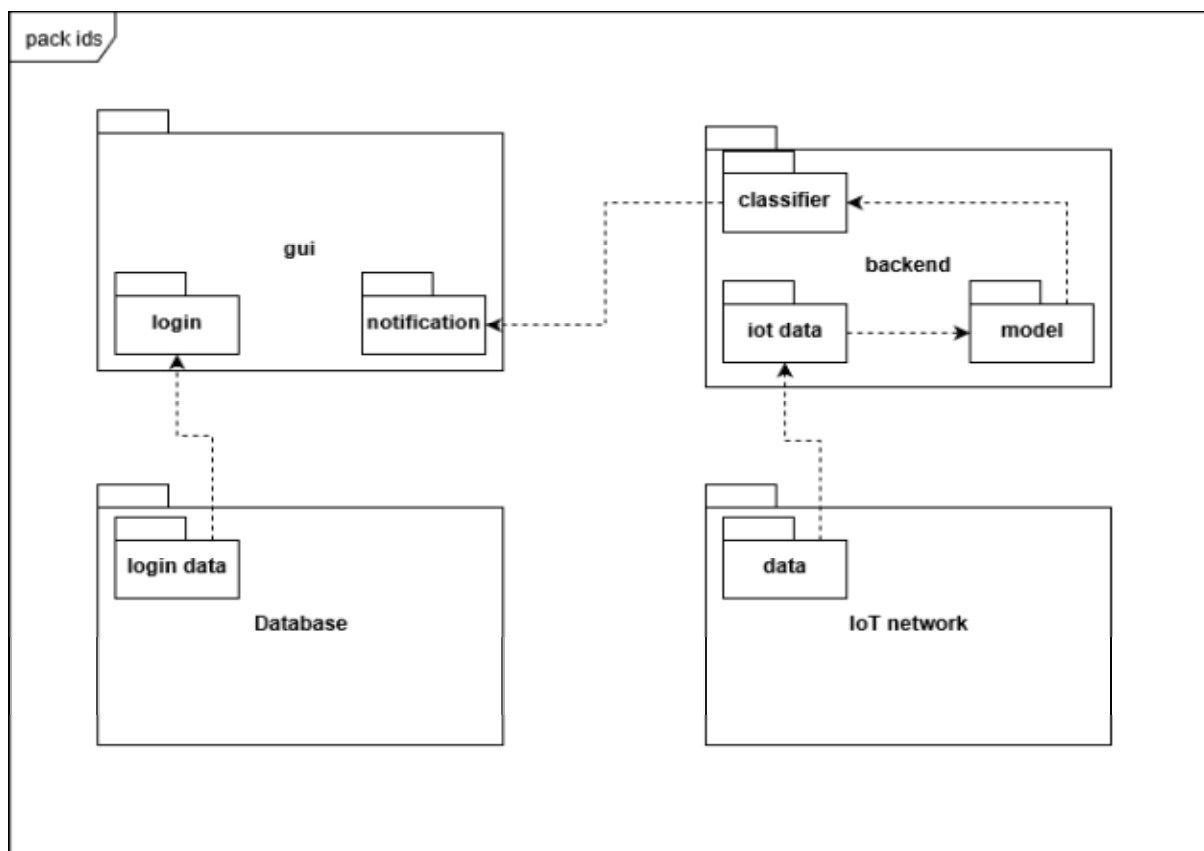 pack ids
gui
login
notification
classifier
backend
iot data
model
login data
Database
data
IoT network